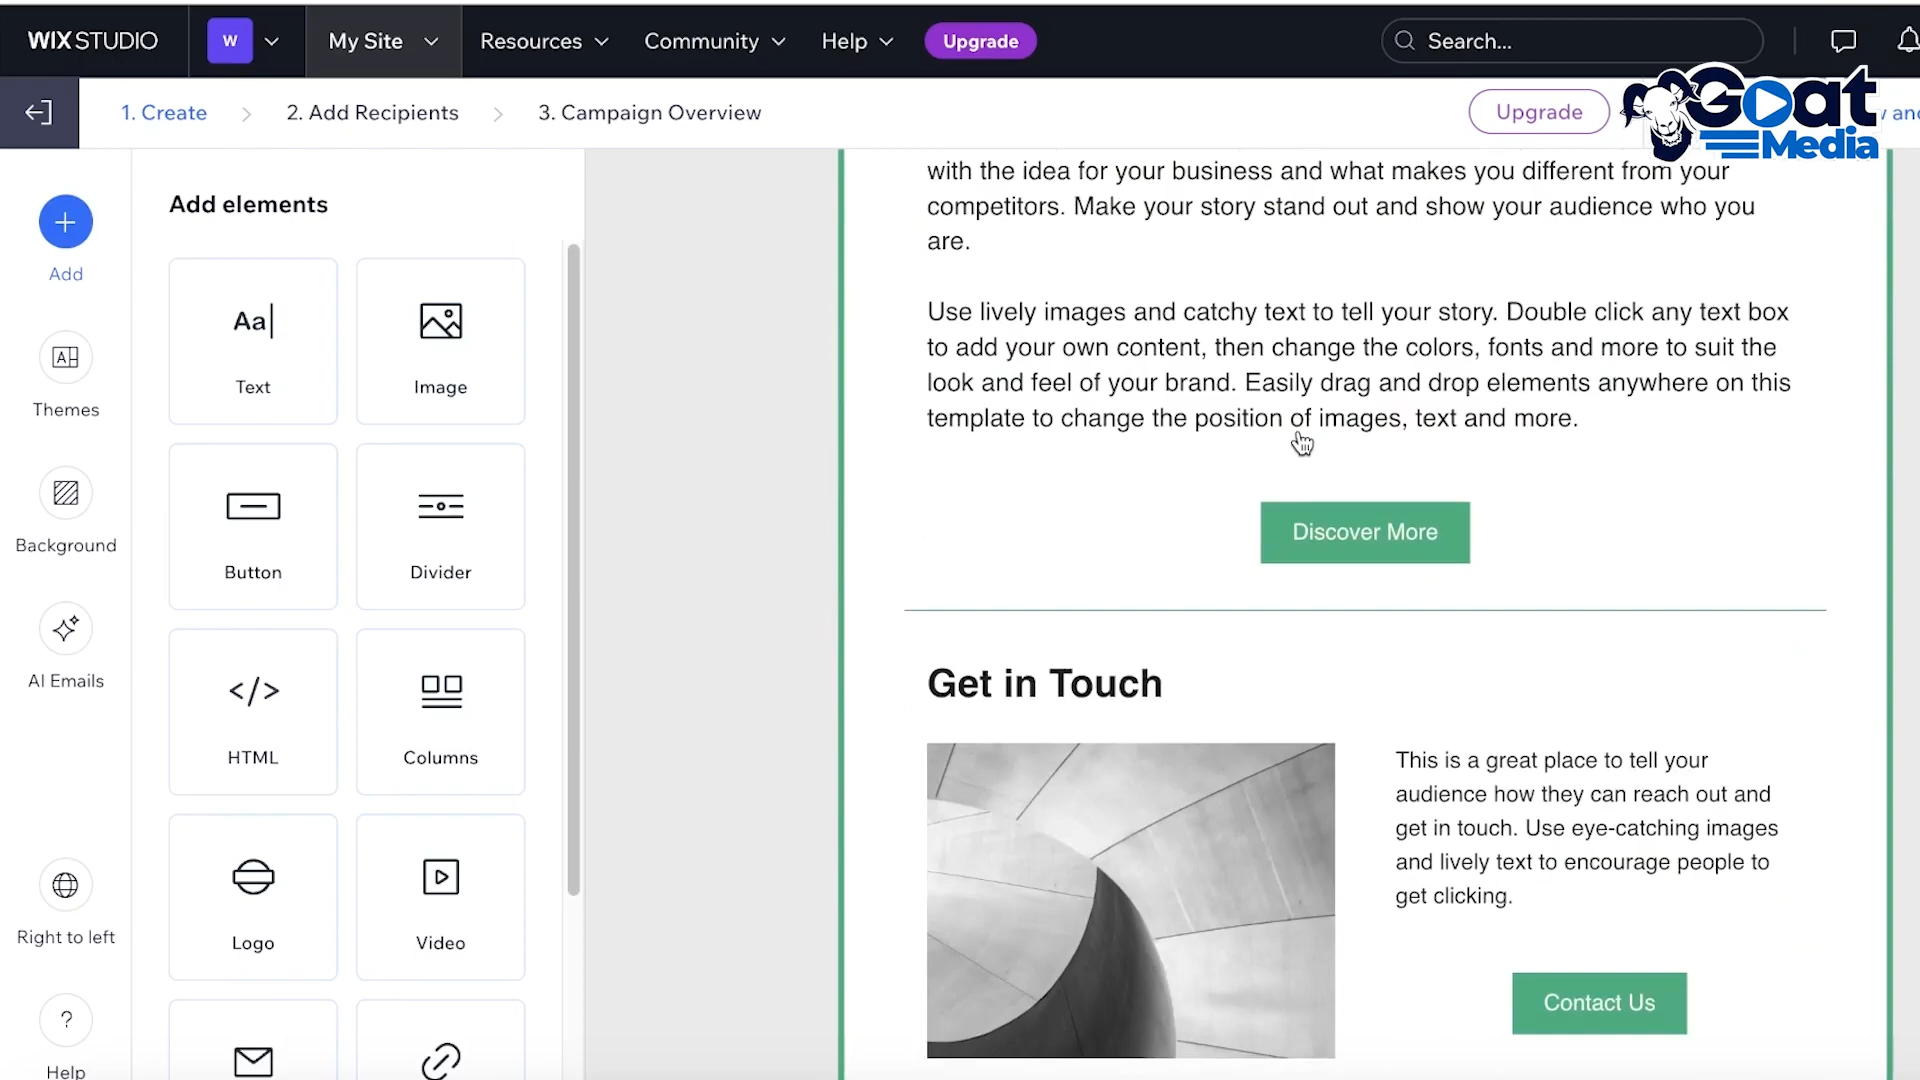 WIX STUDIO
W
My Site
Resources
Community
Help
Upgrade
Search...
1. Create
2. Add Recipients
3. Campaign Overview
Upgrade
Goat
Media
Add
Themes
Background
AI Emails
Right to left
?
Help
Add elements
Aa
Text
Image
Button
Divider
</>
HTML
Columns
Logo
Video
with the idea for your business and what makes you different from your
competitors. Make your story stand out and show your audience who you
are.
Use lively images and catchy text to tell your story. Double click any text box
to add your own content, then change the colors, fonts and more to suit the
look and feel of your brand. Easily drag and drop elements anywhere on this
template to change the position of images, text and more.
Discover More
Get in Touch
This is a great place to tell your
audience how they can reach out and
get in touch. Use eye-catching images
and lively text to encourage people to
get clicking.
Contact Us